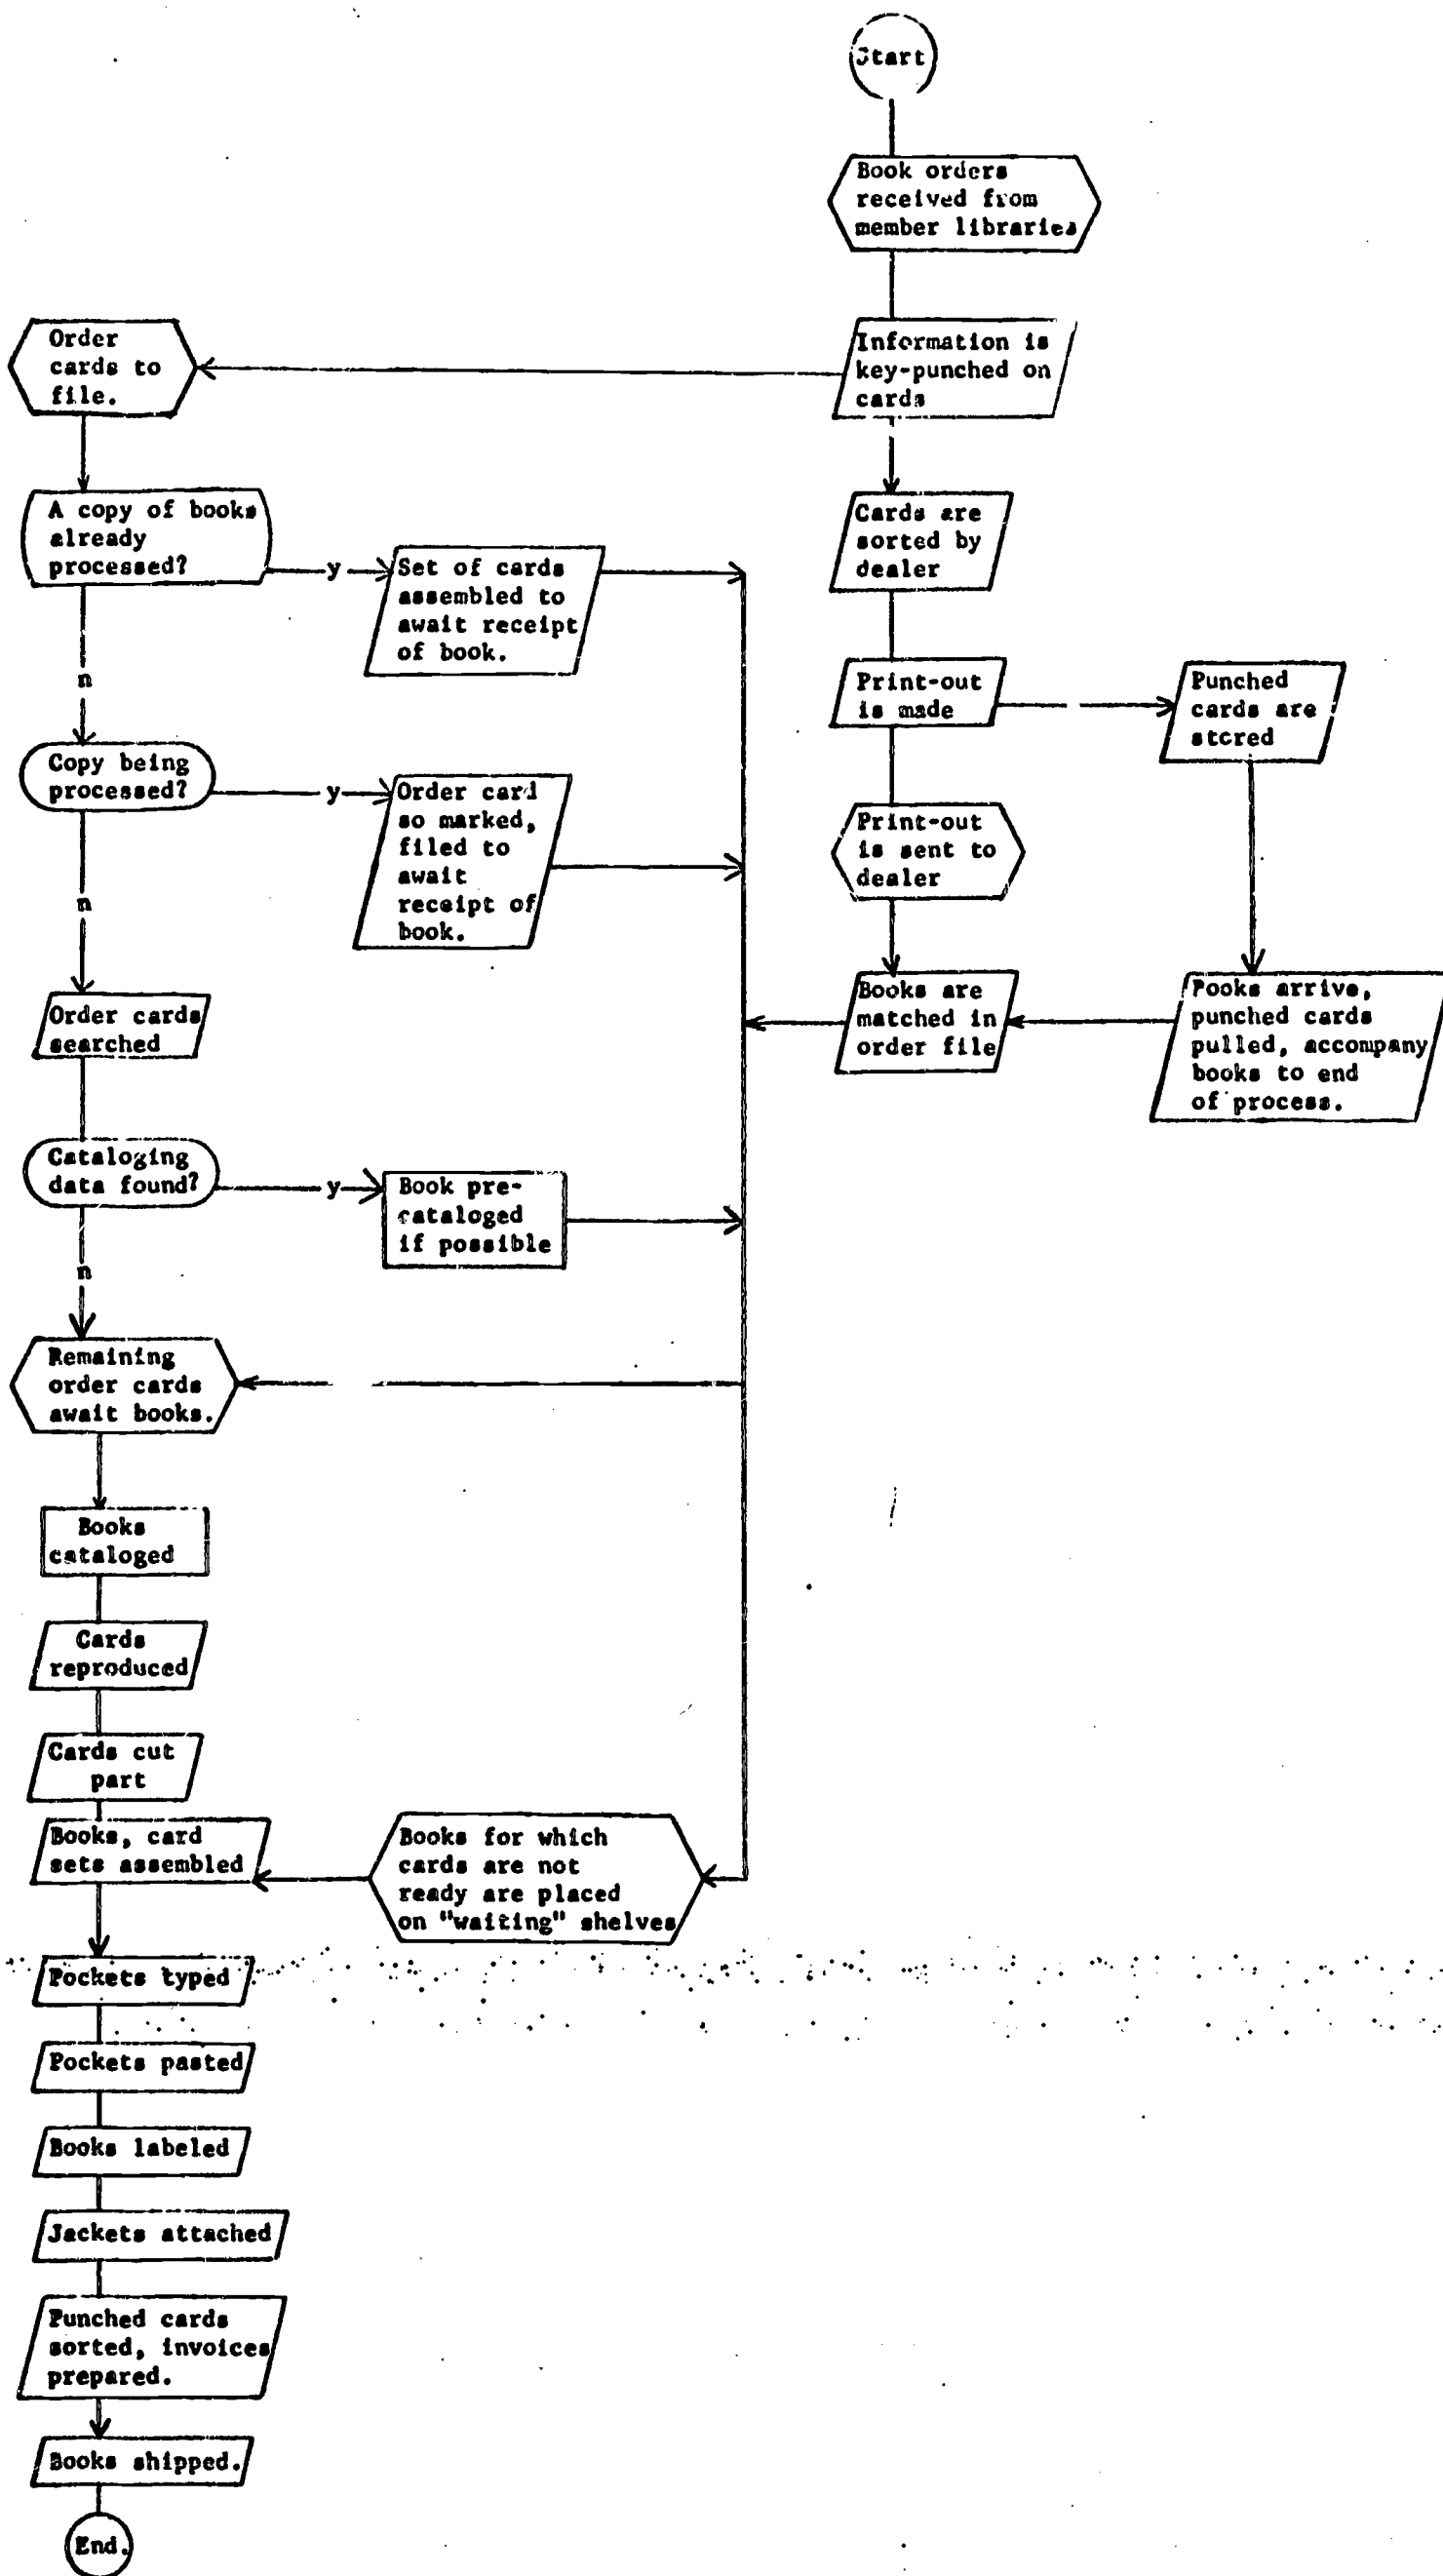 Start
Book orders
received from
member libraries
Information is
key-punched on
cards
Order
cards to
file.
Cards are
sorted by
dealer
A copy of books
already
processed?
y
Set of cards
assembled to
await receipt
of book.
n
Print-out
is made
Punched
cards are
stored
Copy being
processed?
y
Order card
so marked,
filed to
await
receipt of
book.
n
Print-out
is sent to
dealer
Books are
matched in
order file
Pooks arrive,
punched cards
pulled, accompany
books to end
of process.
Order cards
searched
Cataloging
data found?
y
Book pre-
cataloged
if possible
n
Remaining
order cards
await books.
Books
cataloged
Cards
reproduced
Cards cut
part
Books, card
sets assembled
Books for which
cards are not
ready are placed
on "waiting" shelves
Pockets typed
Pockets pasted
Books labeled
Jackets attached
Punched cards
sorted, invoices
prepared.
Books shipped.
End.